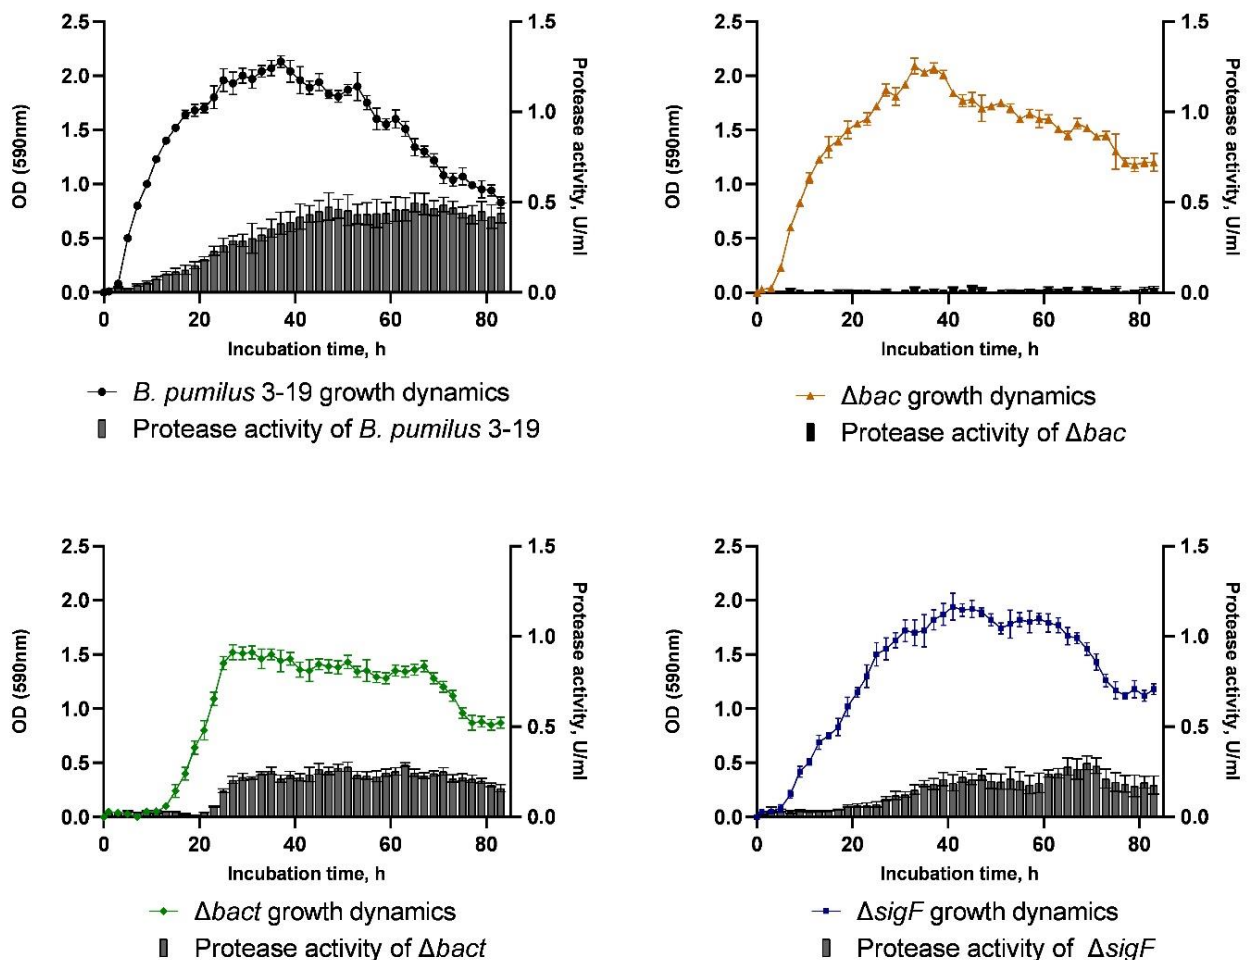 2.5
2.0
1.5
1.0
0.5
0.0
OD (590nm)
1.5
1.0
0.5
0.0
Protease activity, U/ml
0 20 40 60 80
Incubation time, h
B. pumilus 3-19 growth dynamics
Protease activity of B. pumilus 3-19
2.5
2.0
1.5
1.0
0.5
0.0
OD (590nm)
1.5
1.0
0.5
0.0
Protease activity, U/ml
0 20 40 60 80
Incubation time, h
Δbac growth dynamics
Protease activity of Δbac
2.5
2.0
1.5
1.0
0.5
0.0
OD (590nm)
1.5
1.0
0.5
0.0
Protease activity, U/ml
0 20 40 60 80
Incubation time, h
Δbact growth dynamics
Protease activity of Δbact
2.5
2.0
1.5
1.0
0.5
0.0
OD (590nm)
1.5
1.0
0.5
0.0
Protease activity, U/ml
0 20 40 60 80
Incubation time, h
ΔsigF growth dynamics
Protease activity of ΔsigF